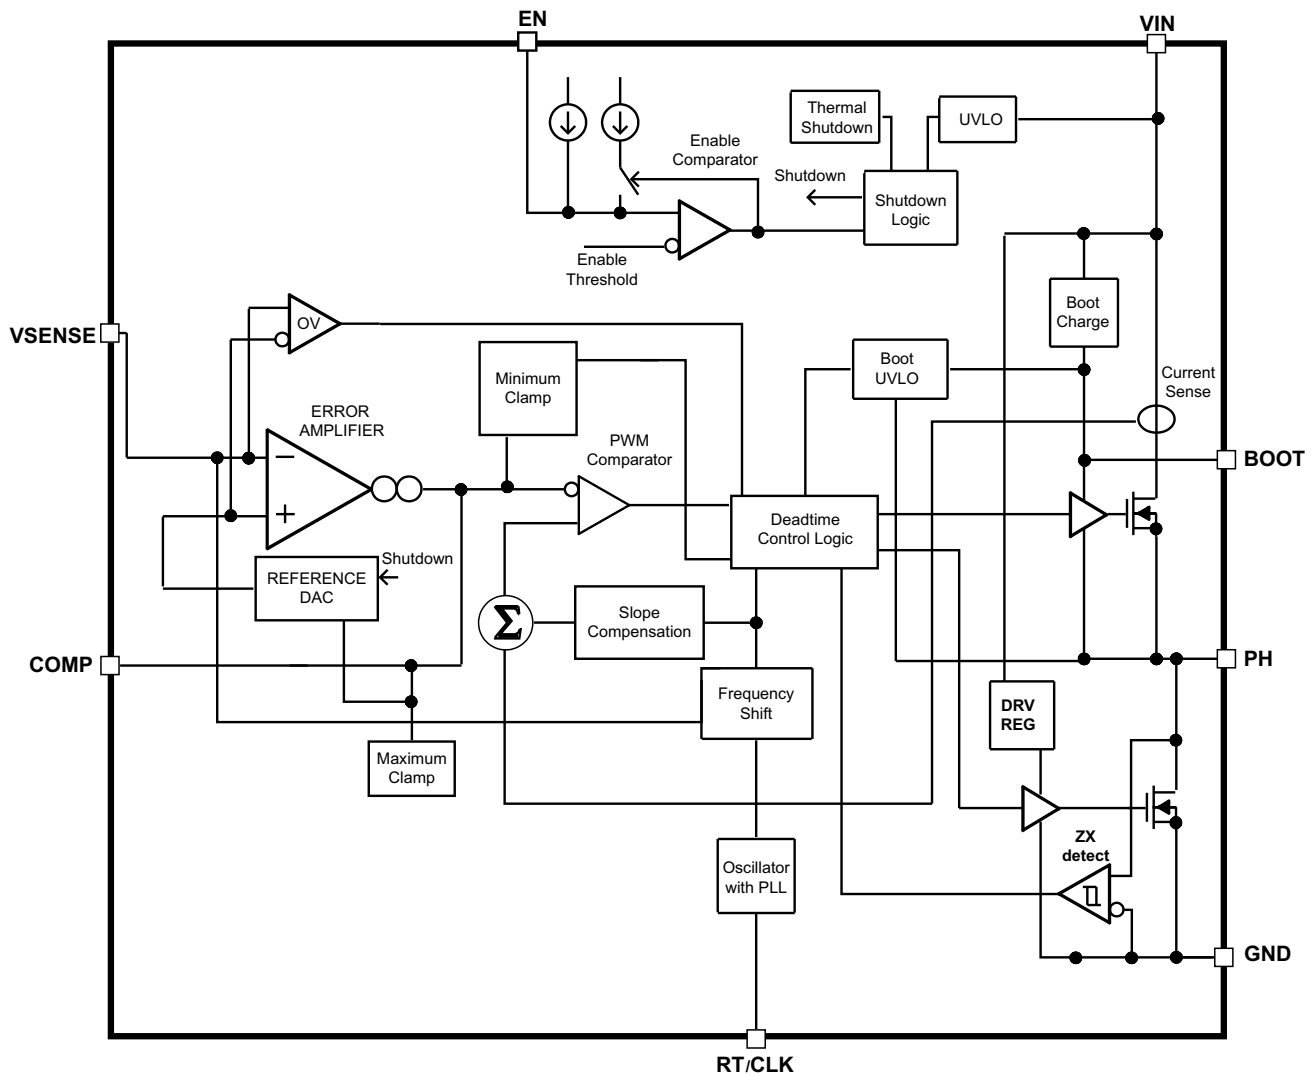 EN
VIN
Thermal
Shutdown
UVLO
Enable
Comparator
Shutdown
Shutdown
Logic
Enable
Threshold
Boot
Charge
OV
VSENSE
Minimum
Clamp
Boot
UVLO
Current
Sense
ERROR
AMPLIFIER
PWM
Comparator
BOOT
−
+
Deadtime
Control Logic
Shutdown
REFERENCE
DAC
Σ
Slope
Compensation
COMP
PH
Frequency
Shift
DRV
REG
Maximum
Clamp
ZX
detect
Oscillator
with PLL
GND
RT/CLK